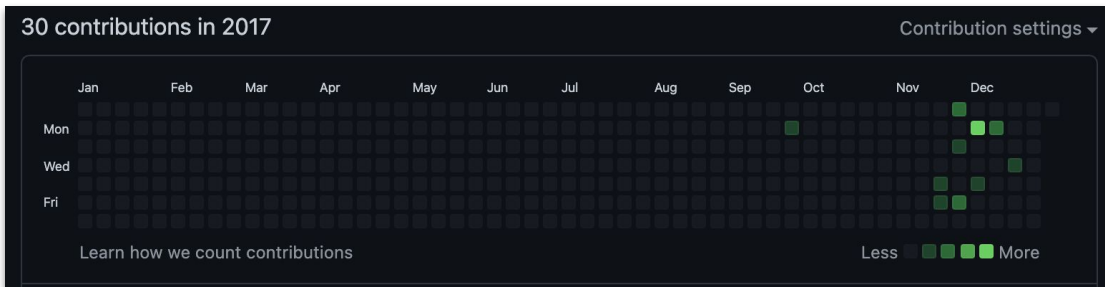 30 contributions in 2017
Contribution settings
Jan Feb Mar Apr May Jun Jul Aug Sep Oct Nov Dec
Mon
Wed
Fri
Learn how we count contributions
Less More